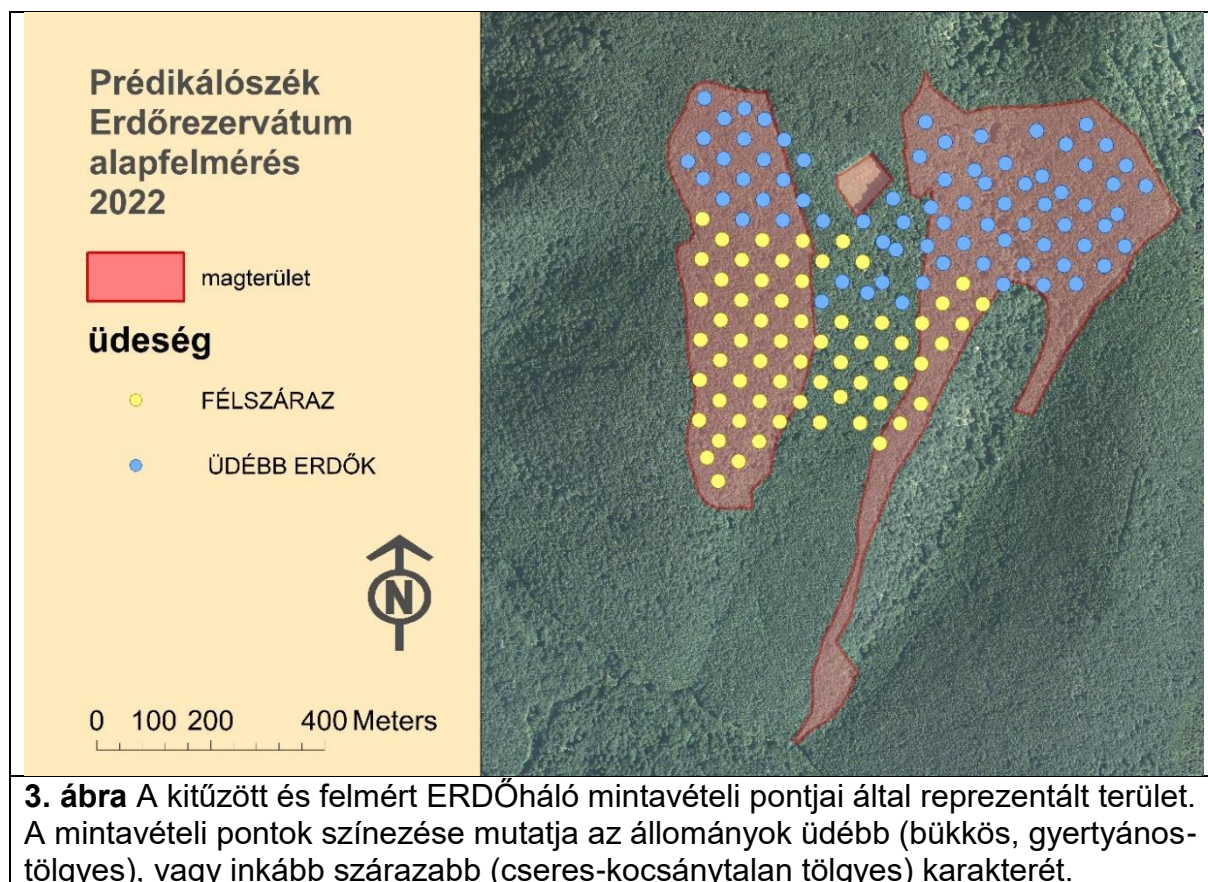 Prédikálószék
Erdőrezervátum
alapfelmérés
2022
magterület
üdeség
FÉLSZÁRAZ
ÜDÉBB ERDŐK
N
0 100 200 400 Meters
3. ábra A kitűzött és felmért ERDŐháló mintavételi pontjai által reprezentált terület.
A mintavételi pontok színezése mutatja az állományok üdébb (bükkös, gyertyános-
tölgyes), vagy inkább szárazabb (cseres-kocsánytalan tölgyes) karakterét.